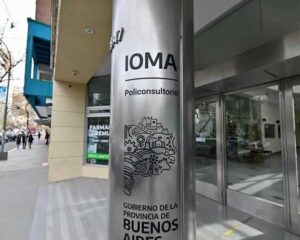 IOMA
Policonsultorio
GOBIERNO DE LA
PROVINCIA DE
BUENOS
AIRES